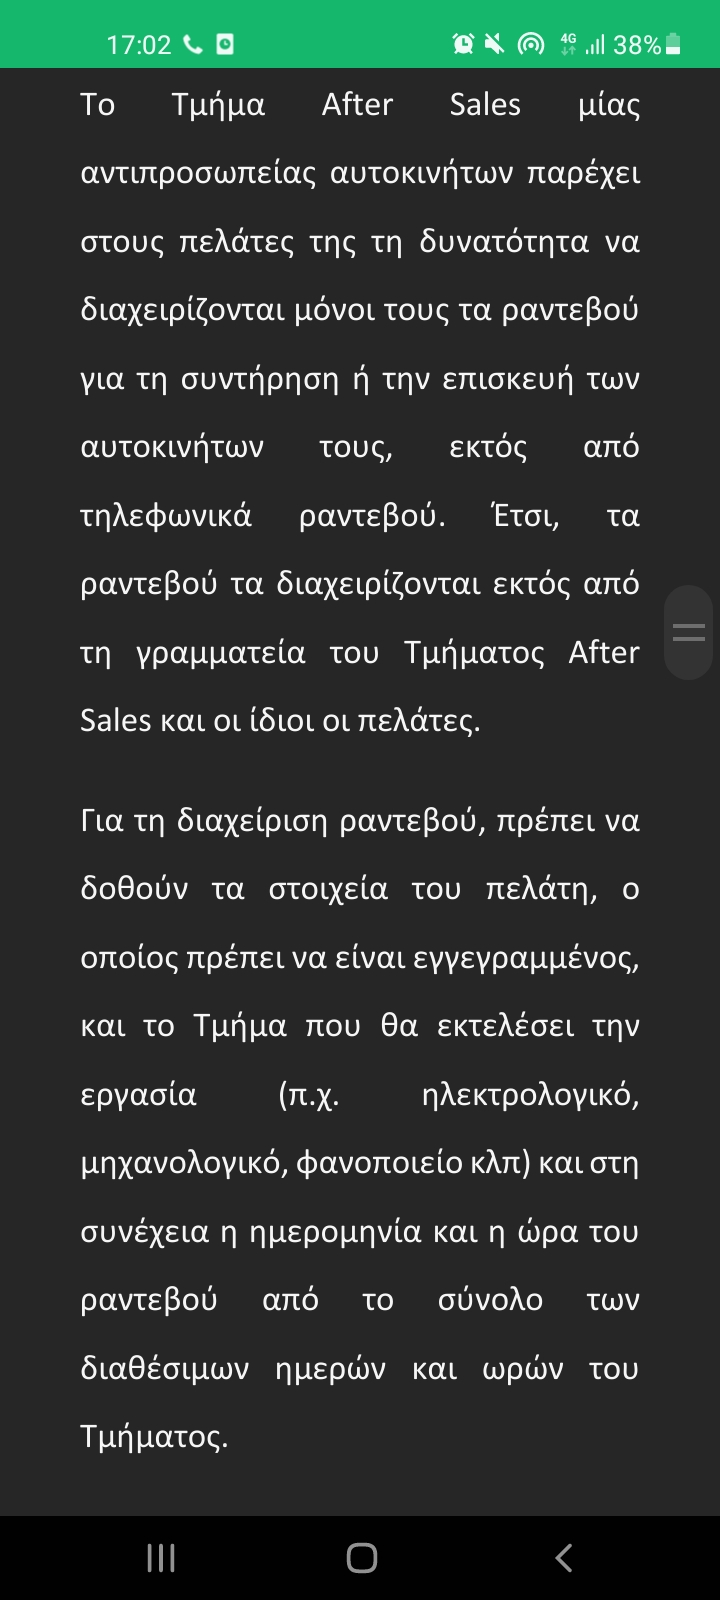 17:02 4G 38%
Το Τμήμα After Sales μίας
αντιπροσωπείας αυτοκινήτων παρέχει
στους πελάτες της τη δυνατότητα να
διαχειρίζονται μόνοι τους τα ραντεβού
για τη συντήρηση ή την επισκευή των
αυτοκινήτων τους, εκτός από
τηλεφωνικά ραντεβού. Έτσι, τα
ραντεβού τα διαχειρίζονται εκτός από
τη γραμματεία του Τμήματος After
Sales και οι ίδιοι οι πελάτες.
Για τη διαχείριση ραντεβού, πρέπει να
δοθούν τα στοιχεία του πελάτη, ο
οποίος πρέπει να είναι εγγεγραμμένος,
και το Τμήμα που θα εκτελέσει την
εργασία (π.χ. ηλεκτρολογικό,
μηχανολογικό, φανοποιείο κλπ) και στη
συνέχεια η ημερομηνία και η ώρα του
ραντεβού από το σύνολο των
διαθέσιμων ημερών και ωρών του
Τμήματος.